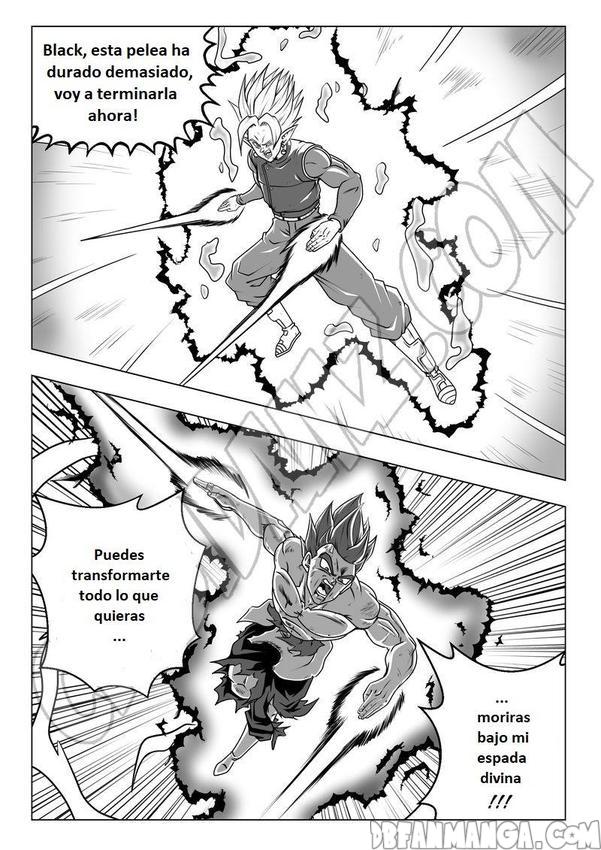 Black, esta pelea ha
durado demasiado,
voy a terminarla
ahora!
Puedes
transformarte
todo lo que
quieras
...
...
moriras
bajo mi
espada
divina
!!!
DBFANMANGA.COM